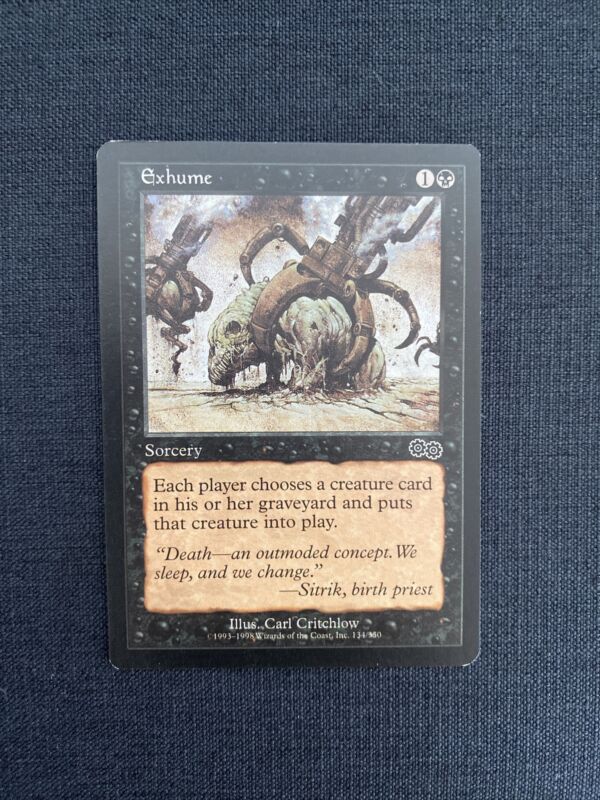 Exhume
1
Sorcery
Each player chooses a creature card
in his or her graveyard and puts
that creature into play.
“Death—an outmoded concept. We
sleep, and we change.”
—Sitrik, birth priest
Illus. Carl Critchlow
©1993–1998 Wizards of the Coast, Inc. 134/350